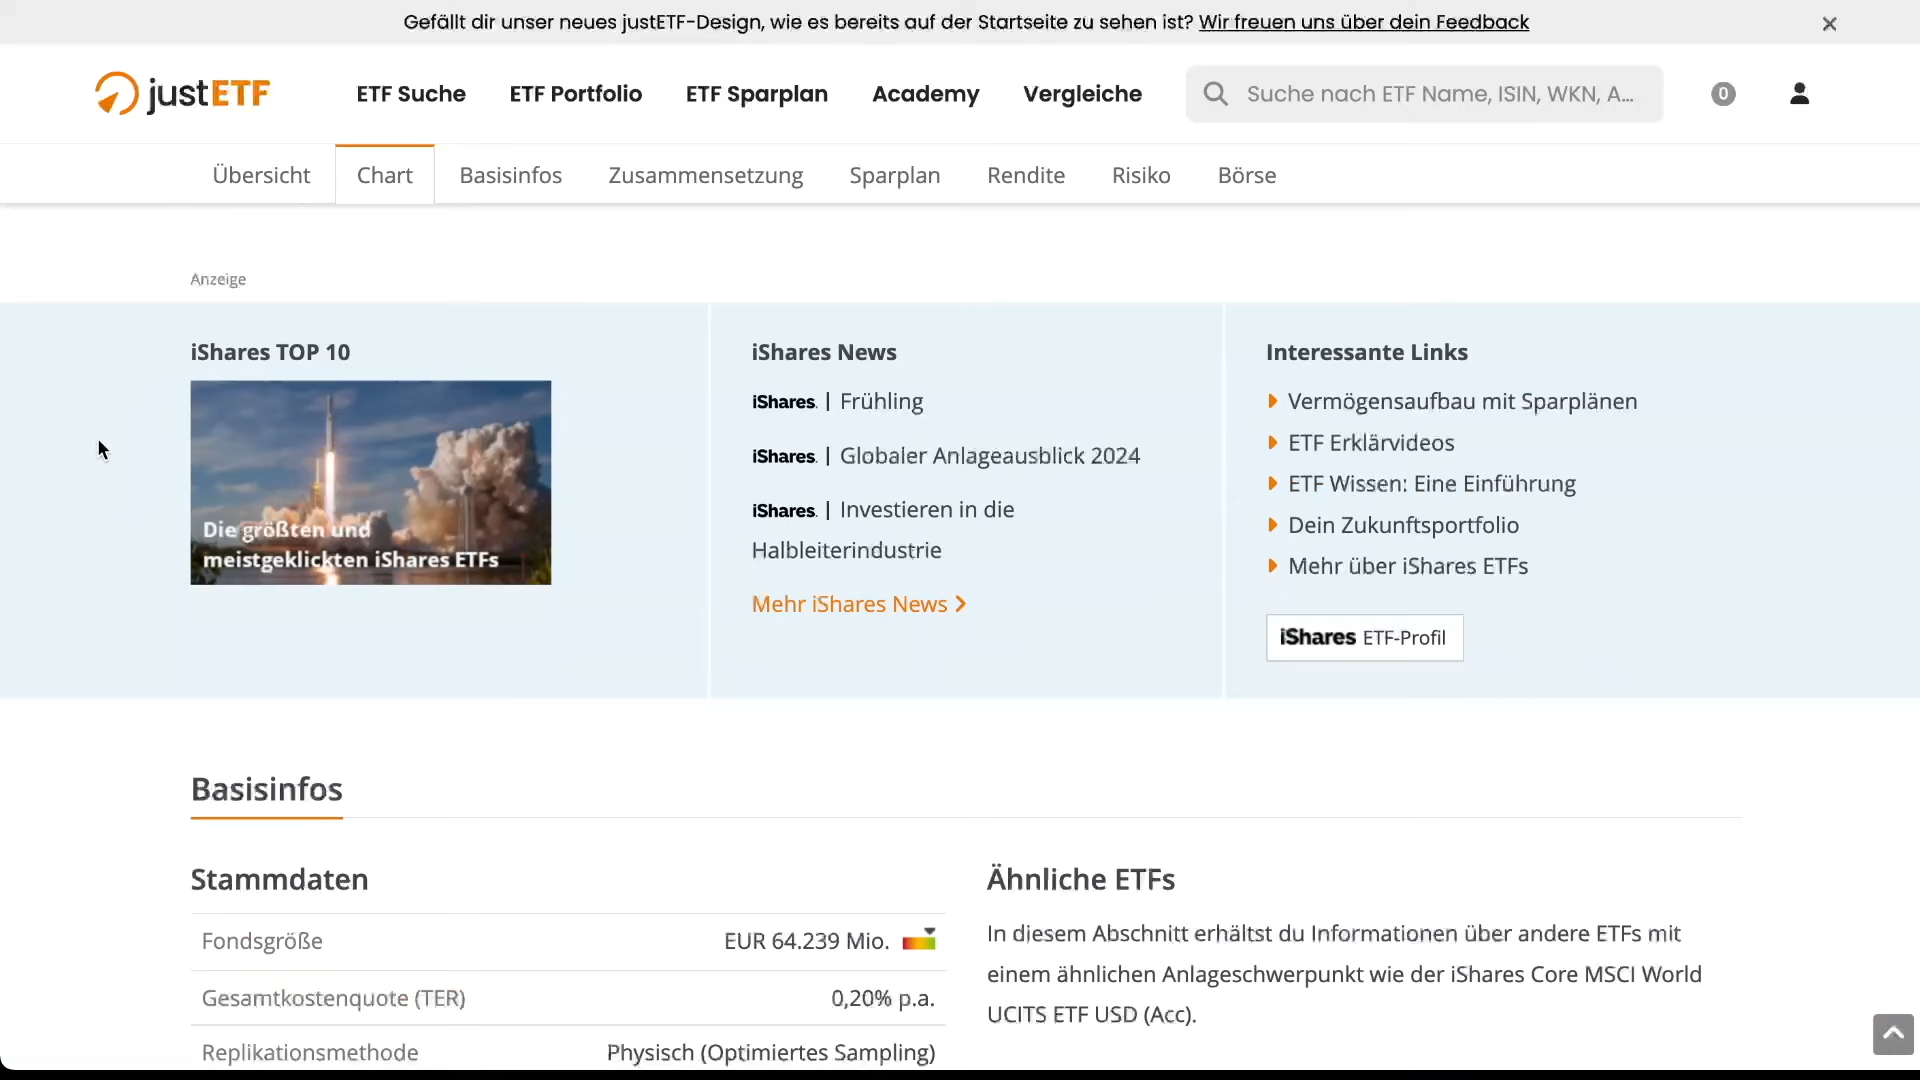 Gefällt dir unser neues justETF-Design, wie es bereits auf der Startseite zu sehen ist? Wir freuen uns über dein Feedback
justETF
ETF Suche
ETF Portfolio
ETF Sparplan
Academy
Vergleiche
Suche nach ETF Name, ISIN, WKN, A...
0
Übersicht
Chart
Basisinfos
Zusammensetzung
Sparplan
Rendite
Risiko
Börse
Anzeige
iShares TOP 10
Die größten und
meistgeklickten iShares ETFs
iShares News
iShares. | Frühling
iShares. | Globaler Anlageausblick 2024
iShares. | Investieren in die
Halbleiterindustrie
Mehr iShares News
Interessante Links
Vermögensaufbau mit Sparplänen
ETF Erklärvideos
ETF Wissen: Eine Einführung
Dein Zukunftsportfolio
Mehr über iShares ETFs
iShares ETF-Profil
Basisinfos
Stammdaten
Fondsgröße EUR 64.239 Mio.
Gesamtkostenquote (TER) 0,20% p.a.
Replikationsmethode Physisch (Optimiertes Sampling)
Ähnliche ETFs
In diesem Abschnitt erhältst du Informationen über andere ETFs mit
einem ähnlichen Anlageschwerpunkt wie der iShares Core MSCI World
UCITS ETF USD (Acc).